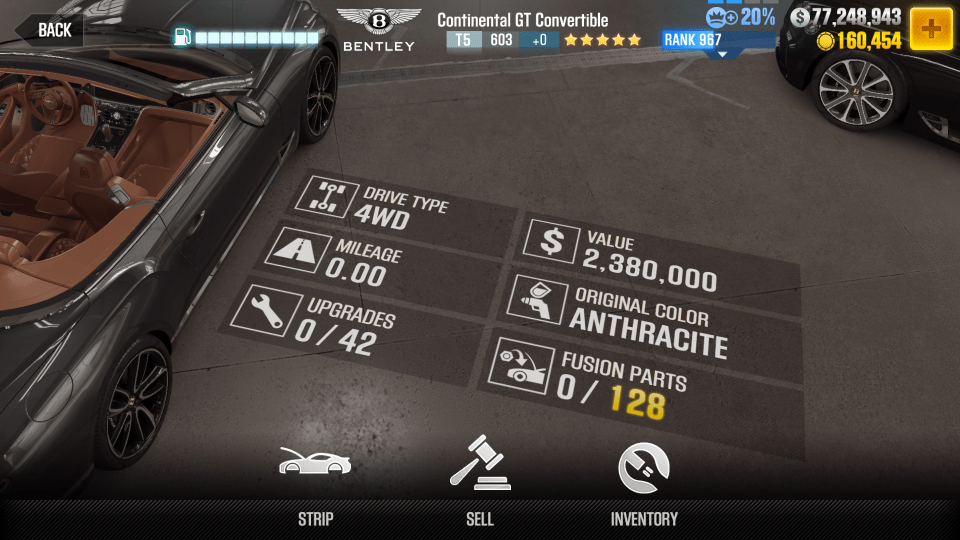 BACK
B
BENTLEY
Continental GT Convertible
T5 603 +0
20%
RANK 967
$ 77,248,943
160,454
DRIVE TYPE
4WD
MILEAGE
0.00
UPGRADES
0 / 42
$
VALUE
2,380,000
ORIGINAL COLOR
ANTHRACITE
FUSION PARTS
0 / 128
STRIP
SELL
INVENTORY